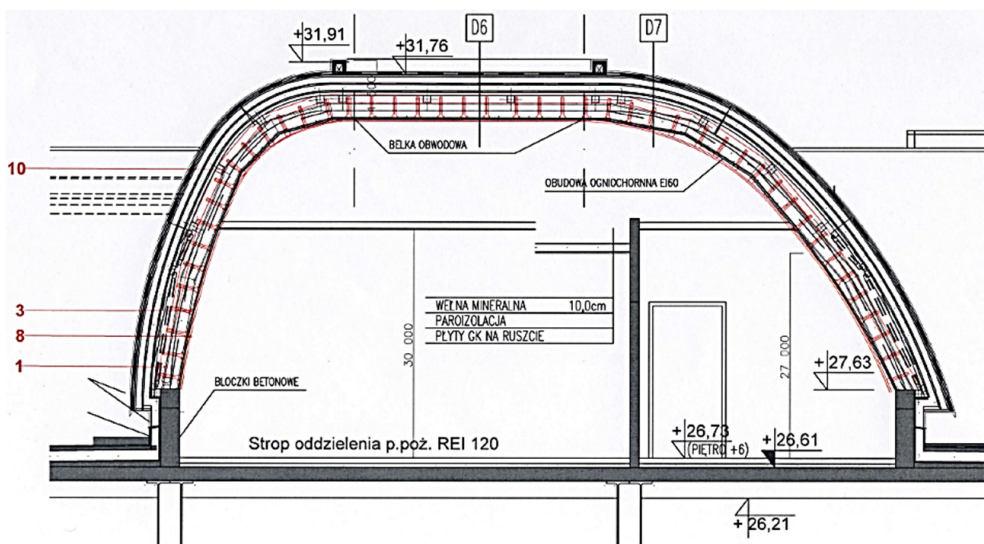 +31,91
+31,76
D6
D7
BELKA OBWODOWA
OBUDOWA OGNIOCHORNNA EI60
10
3
8
1
WEŁNA MINERALNA 10,0cm
PAROIZOLACJA
PŁYTY GK NA RUSZCIE
30 000
27 000
+27,63
BLOCZKI BETONOWE
Strop oddzielenia p.poż. REI 120
+26,73
(PIĘTRO +6)
+26,61
+26,21